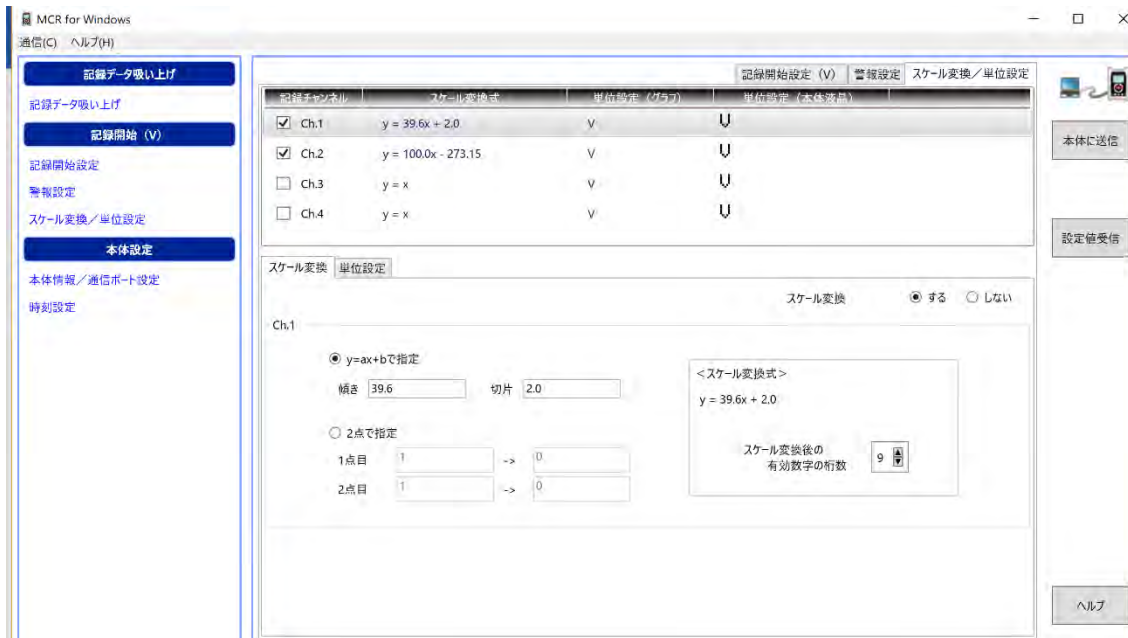 MCR for Windows
通信(C) ヘルプ(H)
記録データ吸い上げ
記録データ吸い上げ
記録開始（V）
記録開始設定
警報設定
スケール変換／単位設定
本体設定
本体情報／通信ポート設定
時刻設定
記録開始設定（V） 警報設定 スケール変換／単位設定
記録チャンネル スケール変換式 単位設定（グラフ） 単位設定（本体液晶）
Ch.1 y = 39.6x + 2.0 V V
Ch.2 y = 100.0x - 273.15 V V
Ch.3 y = x V V
Ch.4 y = x V V
スケール変換 単位設定
スケール変換 する しない
Ch.1
y=ax+bで指定
傾き 39.6 切片 2.0
2点で指定
1点目 1 -> 0
2点目 1 -> 0
＜スケール変換式＞
y = 39.6x + 2.0
スケール変換後の
有効数字の桁数 9
本体に送信
設定値受信
ヘルプ